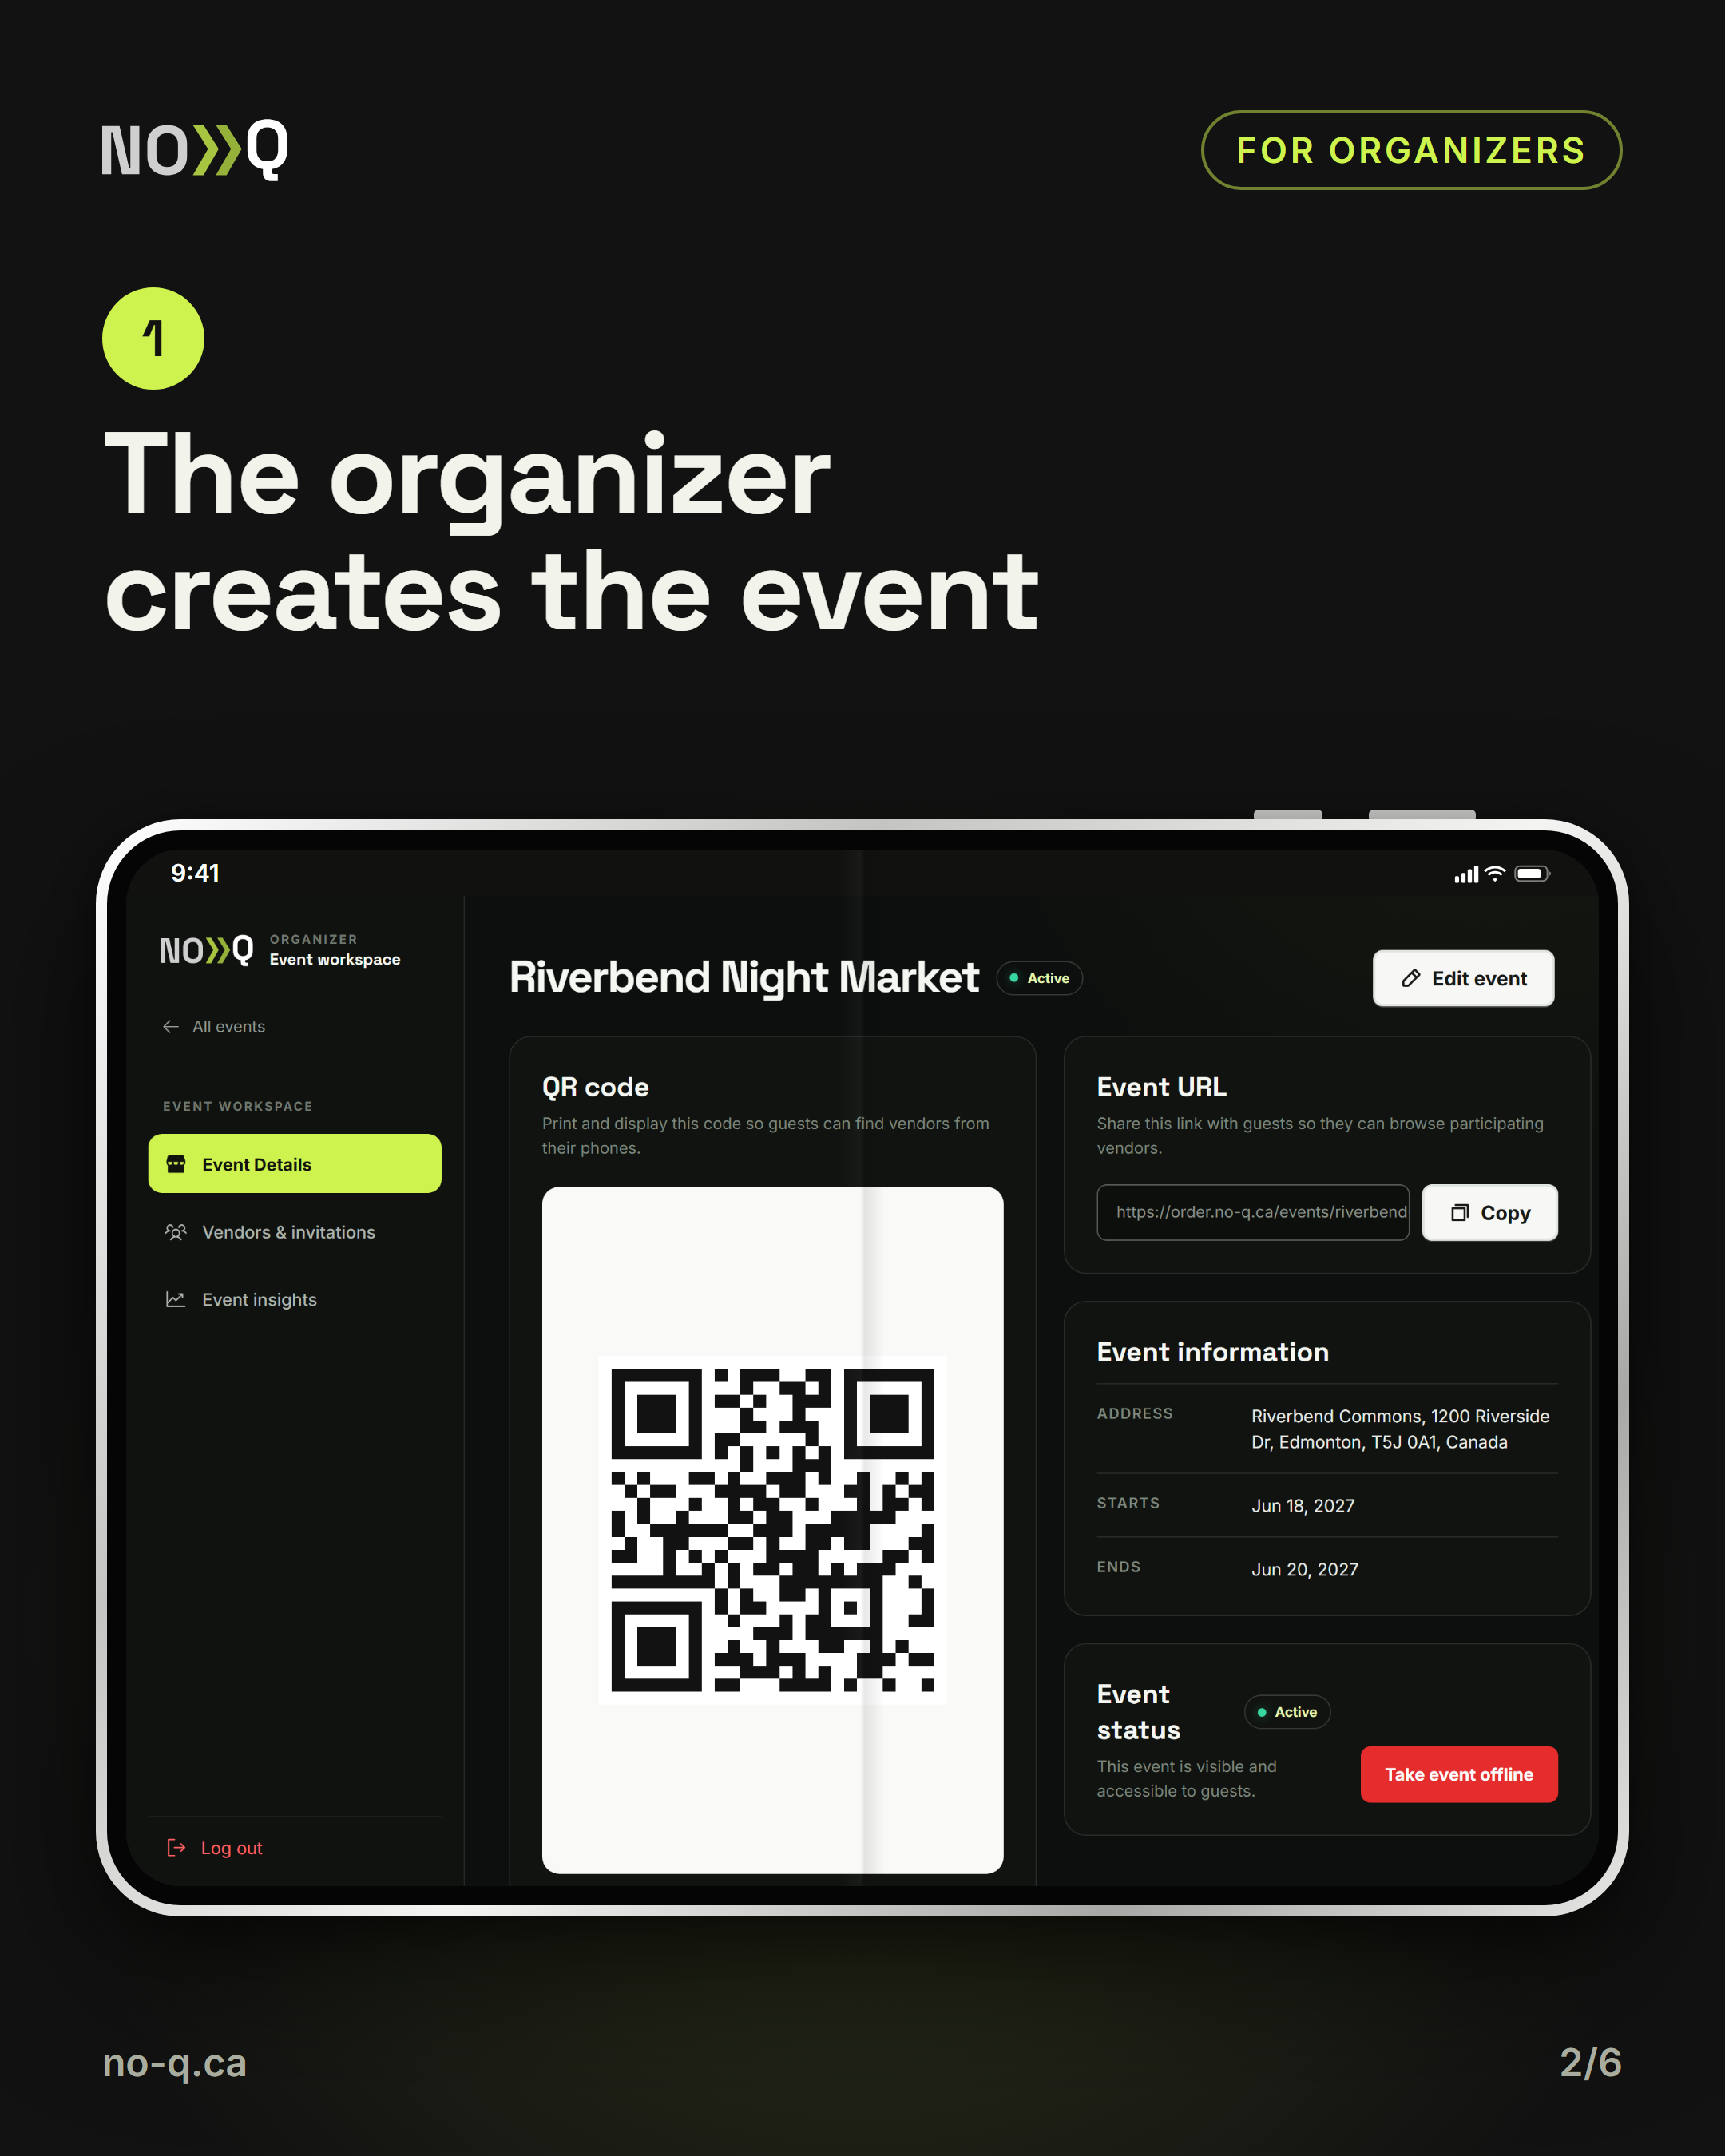 NO»Q
FOR ORGANIZERS
1
The organizer
creates the event
9:41
NO»Q
ORGANIZER
Event workspace
All events
EVENT WORKSPACE
Event Details
Vendors & invitations
Event insights
Log out
Riverbend Night Market
Active
Edit event
QR code
Print and display this code so guests can find vendors from
their phones.
Event URL
Share this link with guests so they can browse participating
vendors.
https://order.no-q.ca/events/riverbend
Copy
Event information
ADDRESS
Riverbend Commons, 1200 Riverside
Dr, Edmonton, T5J 0A1, Canada
STARTS
Jun 18, 2027
ENDS
Jun 20, 2027
Event
status
Active
This event is visible and
accessible to guests.
Take event offline
no-q.ca
2/6